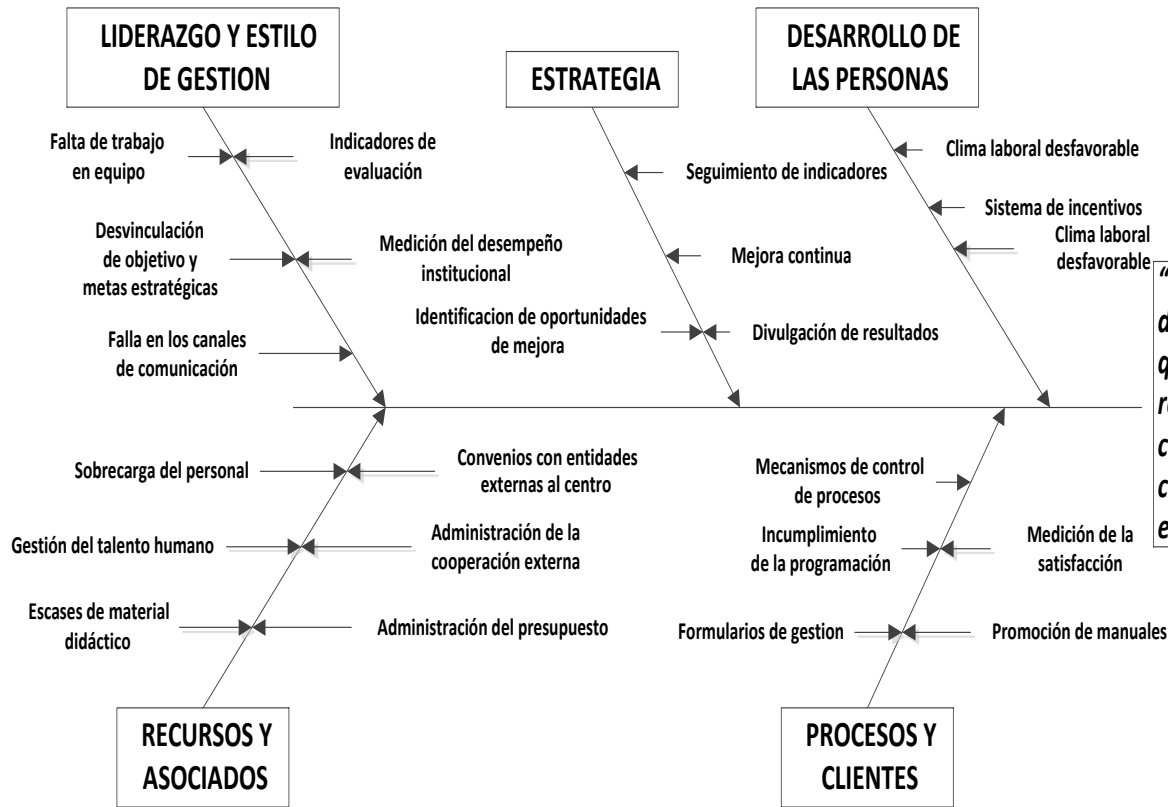 LIDERAZGO Y ESTILO
DE GESTION
ESTRATEGIA
DESARROLLO DE
LAS PERSONAS
Falta de trabajo
en equipo
Indicadores de
evaluación
Desvinculación
de objetivo y
metas estratégicas
Medición del desempeño
institucional
Falla en los canales
de comunicación
Seguimiento de indicadores
Mejora continua
Identificacion de oportunidades
de mejora
Divulgación de resultados
Clima laboral desfavorable
Sistema de incentivos
Clima laboral
desfavorable
Sobrecarga del personal
Convenios con entidades
externas al centro
Gestión del talento humano
Administración de la
cooperación externa
Escases de material
didáctico
Administración del presupuesto
Mecanismos de control
de procesos
Incumplimiento
de la programación
Medición de la
satisfacción
Formularios de gestion
Promoción de manuales
RECURSOS Y
ASOCIADOS
PROCESOS Y
CLIENTES